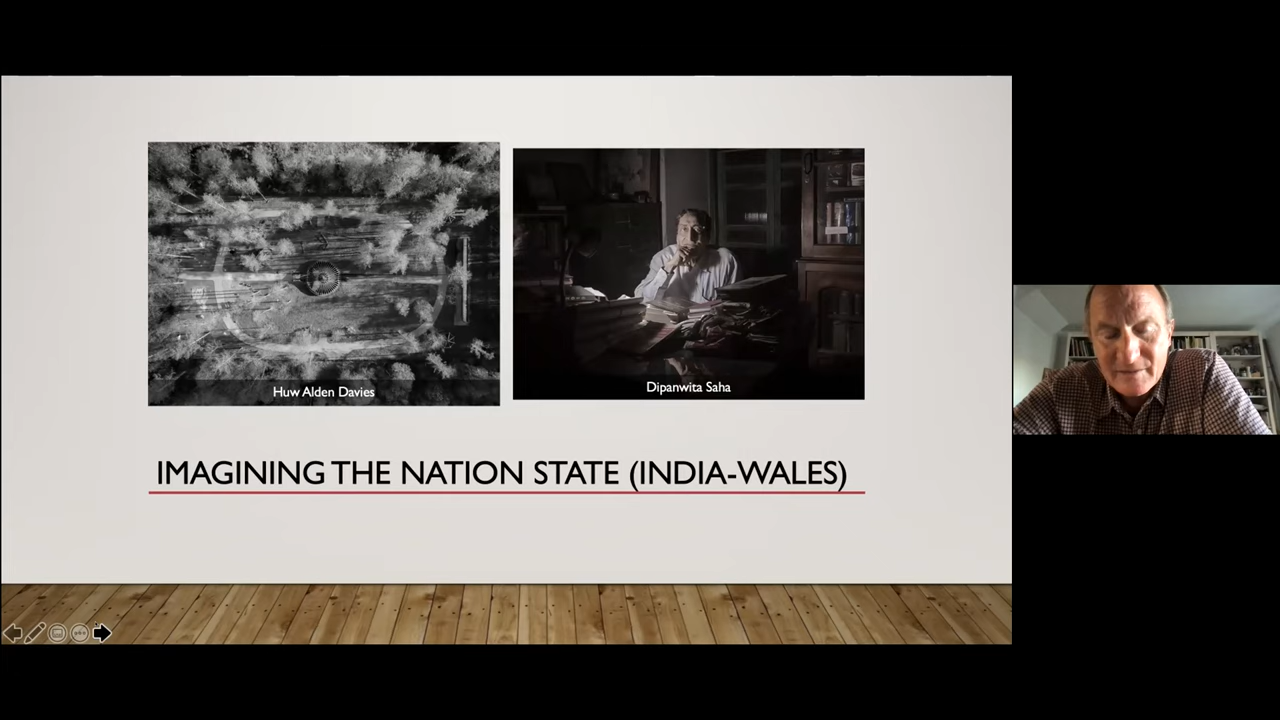 Huw Alden Davies
Dipanwita Saha
IMAGINING THE NATION STATE (INDIA-WALES)